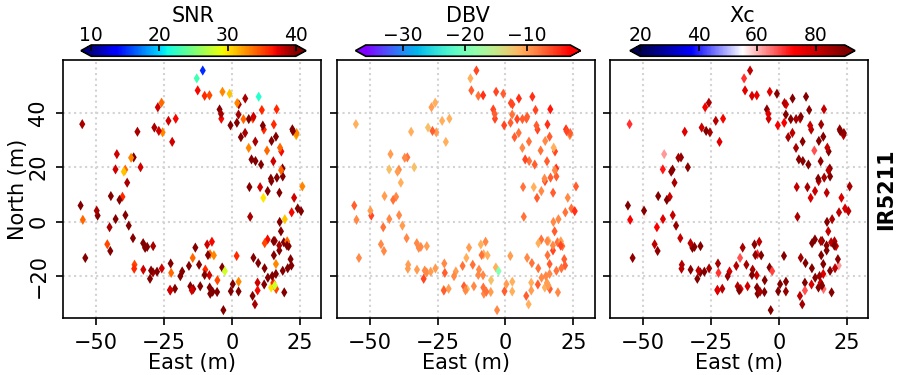 SNR DBV Xc
10 20 30 40 −30 −20 −10 20 40 60 80
North (m)
40
20
0
−20
−50 −25 0 25 −50 −25 0 25 −50 −25 0 25
East (m) East (m) East (m)
IR5211